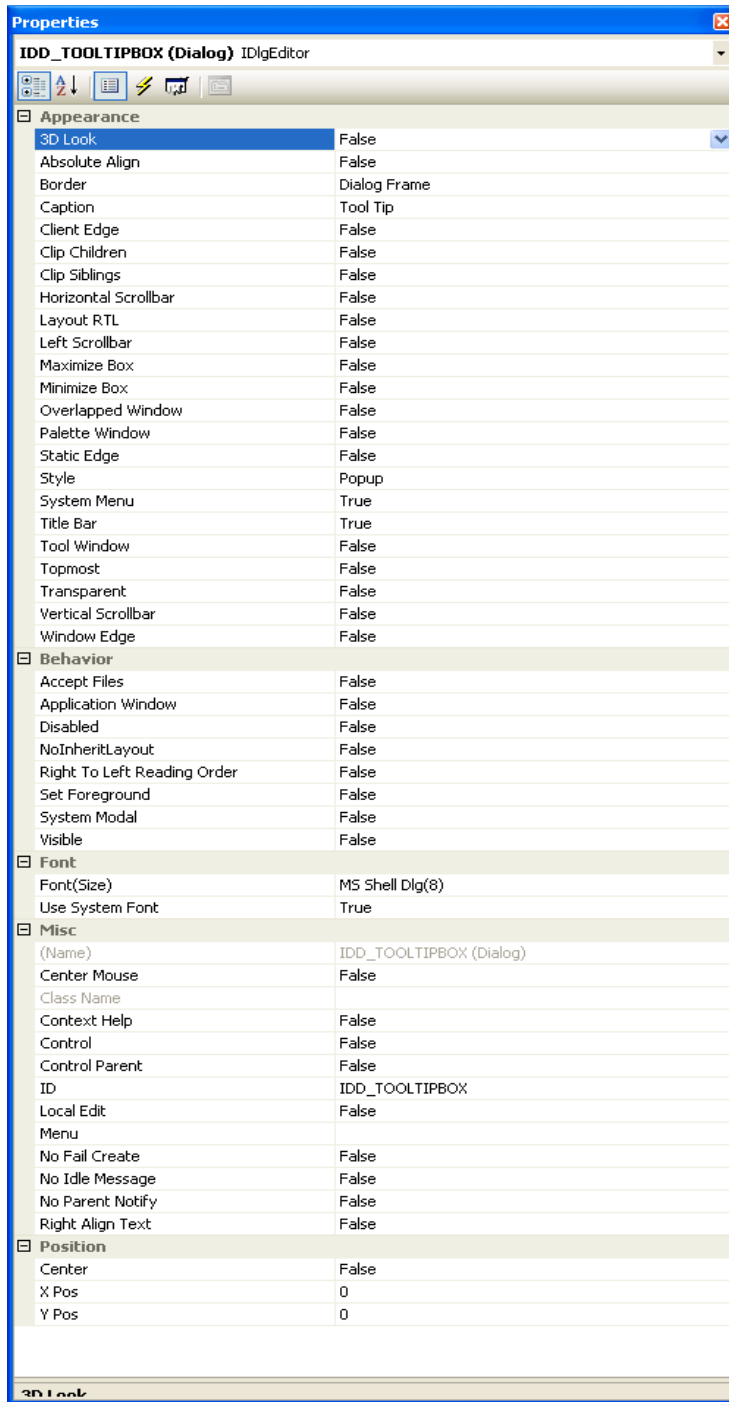 Properties
IDD_TOOLTIPBOX (Dialog) IDlgEditor
Appearance
3D Look False
Absolute Align False
Border Dialog Frame
Caption Tool Tip
Client Edge False
Clip Children False
Clip Siblings False
Horizontal Scrollbar False
Layout RTL False
Left Scrollbar False
Maximize Box False
Minimize Box False
Overlapped Window False
Palette Window False
Static Edge False
Style Popup
System Menu True
Title Bar True
Tool Window False
Topmost False
Transparent False
Vertical Scrollbar False
Window Edge False
Behavior
Accept Files False
Application Window False
Disabled False
NoInheritLayout False
Right To Left Reading Order False
Set Foreground False
System Modal False
Visible False
Font
Font(Size) MS Shell Dlg(8)
Use System Font True
Misc
(Name) IDD_TOOLTIPBOX (Dialog)
Center Mouse False
Class Name
Context Help False
Control False
Control Parent False
ID IDD_TOOLTIPBOX
Local Edit False
Menu
No Fail Create False
No Idle Message False
No Parent Notify False
Right Align Text False
Position
Center False
X Pos 0
Y Pos 0
3D Look